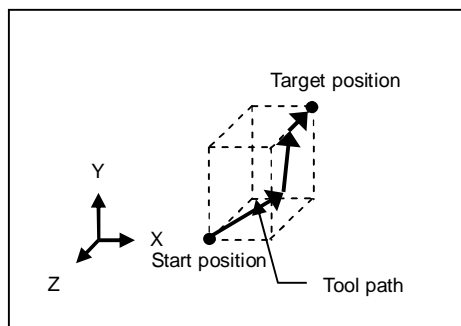 Target position
Y
X
Z
Start position
Tool path